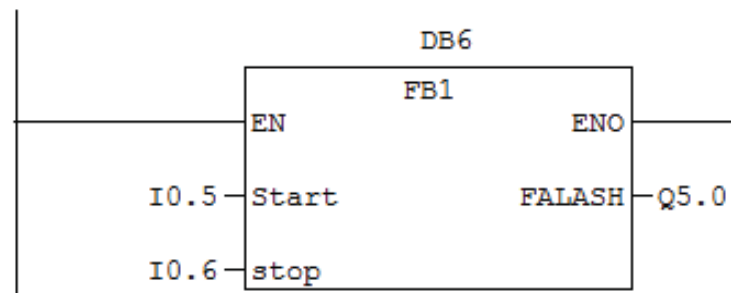 DB6
FB1
EN ENO
I0.5 Start FALASH Q5.0
I0.6 stop